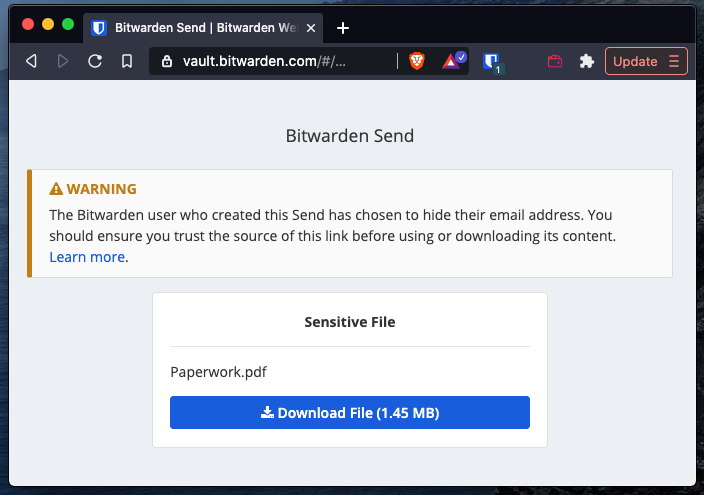 Bitwarden Send | Bitwarden We
vault.bitwarden.com/#/...
1
Update
Bitwarden Send
WARNING
The Bitwarden user who created this Send has chosen to hide their email address. You
should ensure you trust the source of this link before using or downloading its content.
Learn more.
Sensitive File
Paperwork.pdf
Download File (1.45 MB)